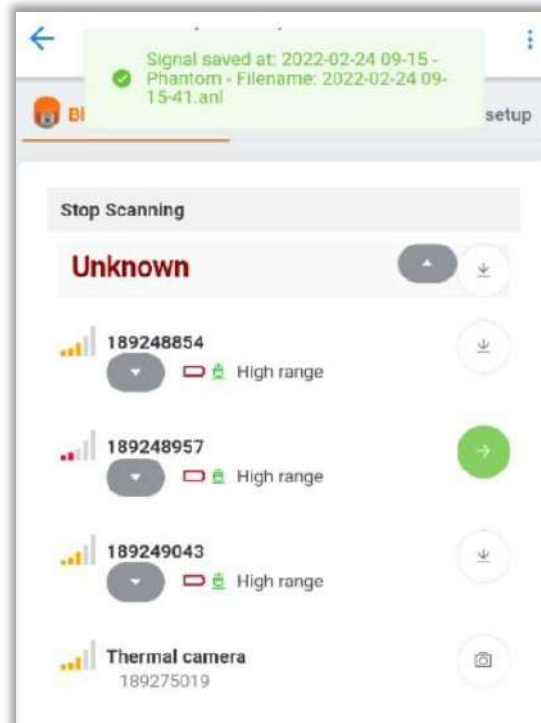 Signal saved at: 2022-02-24 09-15 -
Phantom - Filename: 2022-02-24 09-
15-41.anl
setup
Stop Scanning
Unknown
189248854
High range
189248957
High range
189249043
High range
Thermal camera
189275019